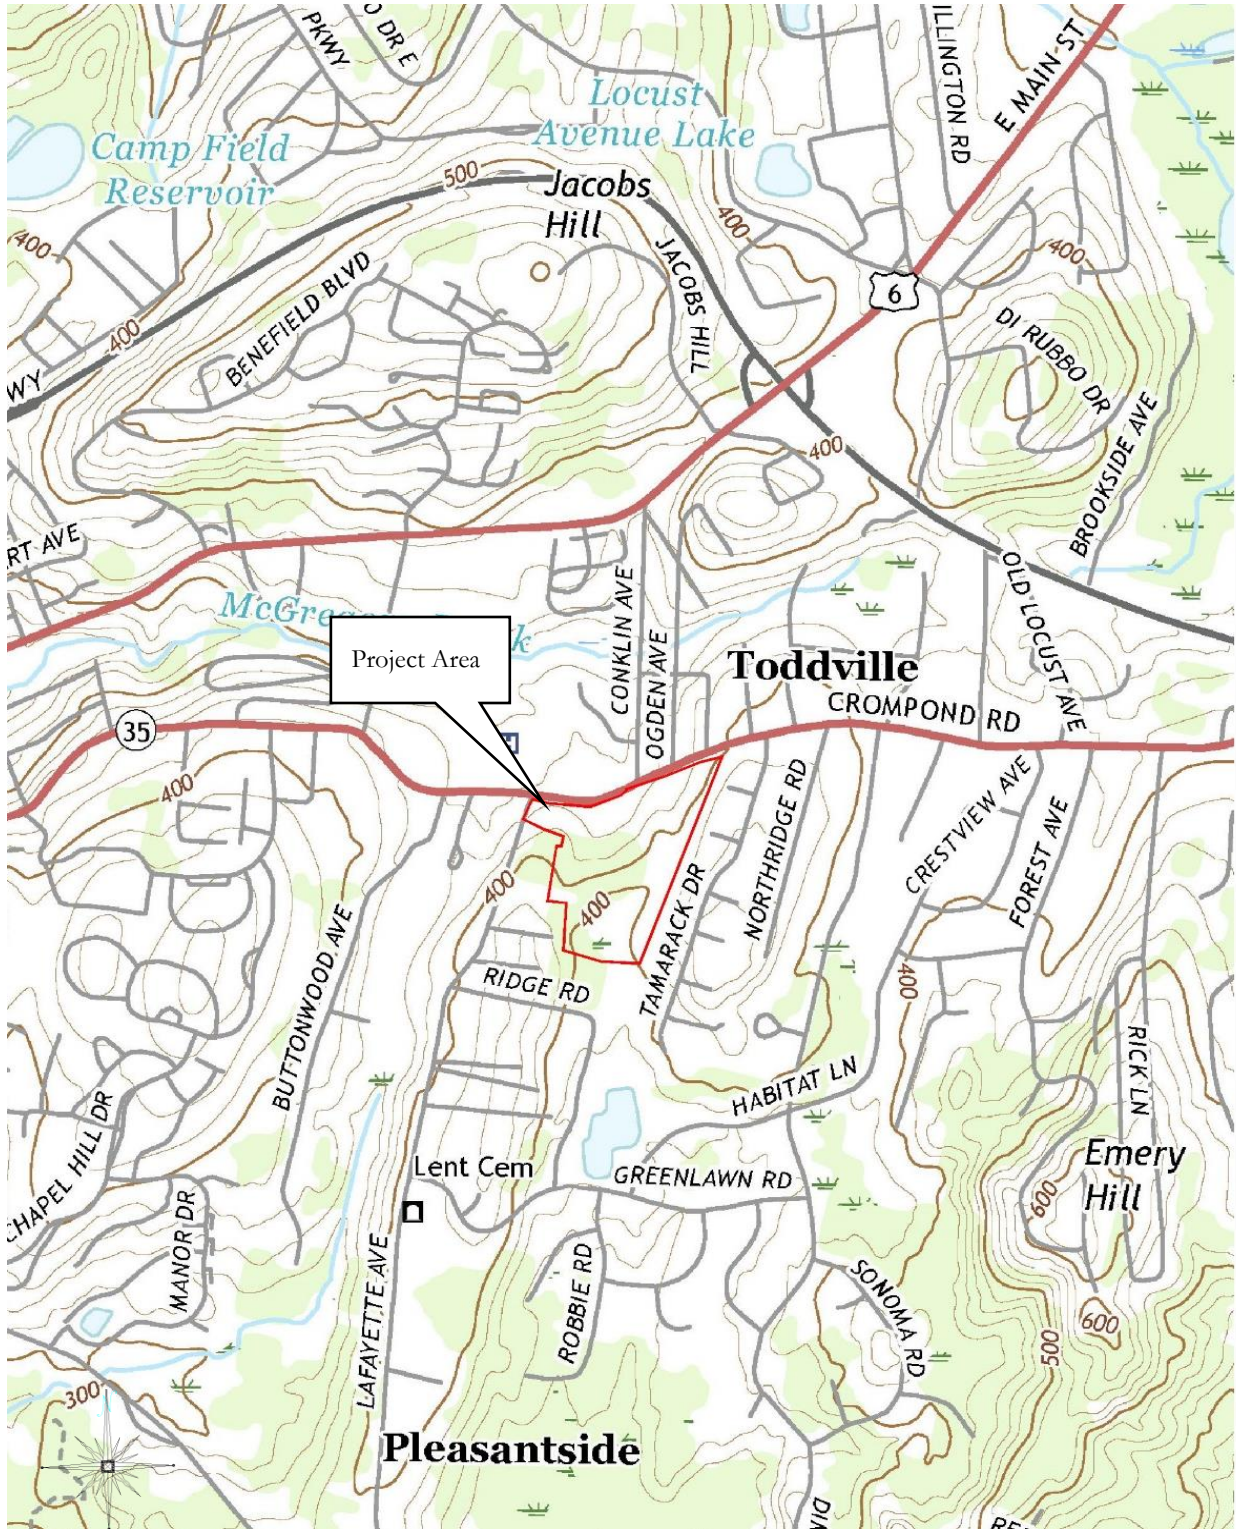 PKWY
O DR E
ILLINGTON RD
E MAIN ST
Locust
Avenue Lake
Camp Field
Reservoir
500
Jacobs
Hill
400
400
400
JACOBS HILL
6
BENEFIELD BLVD
400
WY
DI RUBBO DR
BROOKSIDE AVE
400
RT AVE
CONKLIN AVE
OGDEN AVE
OLD LOCUST AVE
Project Area
Toddville
CROMPOND RD
35
H
400
NORTHRIDGE RD
CRESTVIEW AVE
FOREST AVE
400
400
TAMARACK DR
BUTTONWOOD AVE
RIDGE RD
400
RICK LN
HABITAT LN
CHAPEL HILL DR
Lent Cem
GREENLAWN RD
Emery
Hill
600
MANOR DR
LAFAYETTE AVE
ROBBIE RD
SONOMA RD
600
500
300
Pleasantside